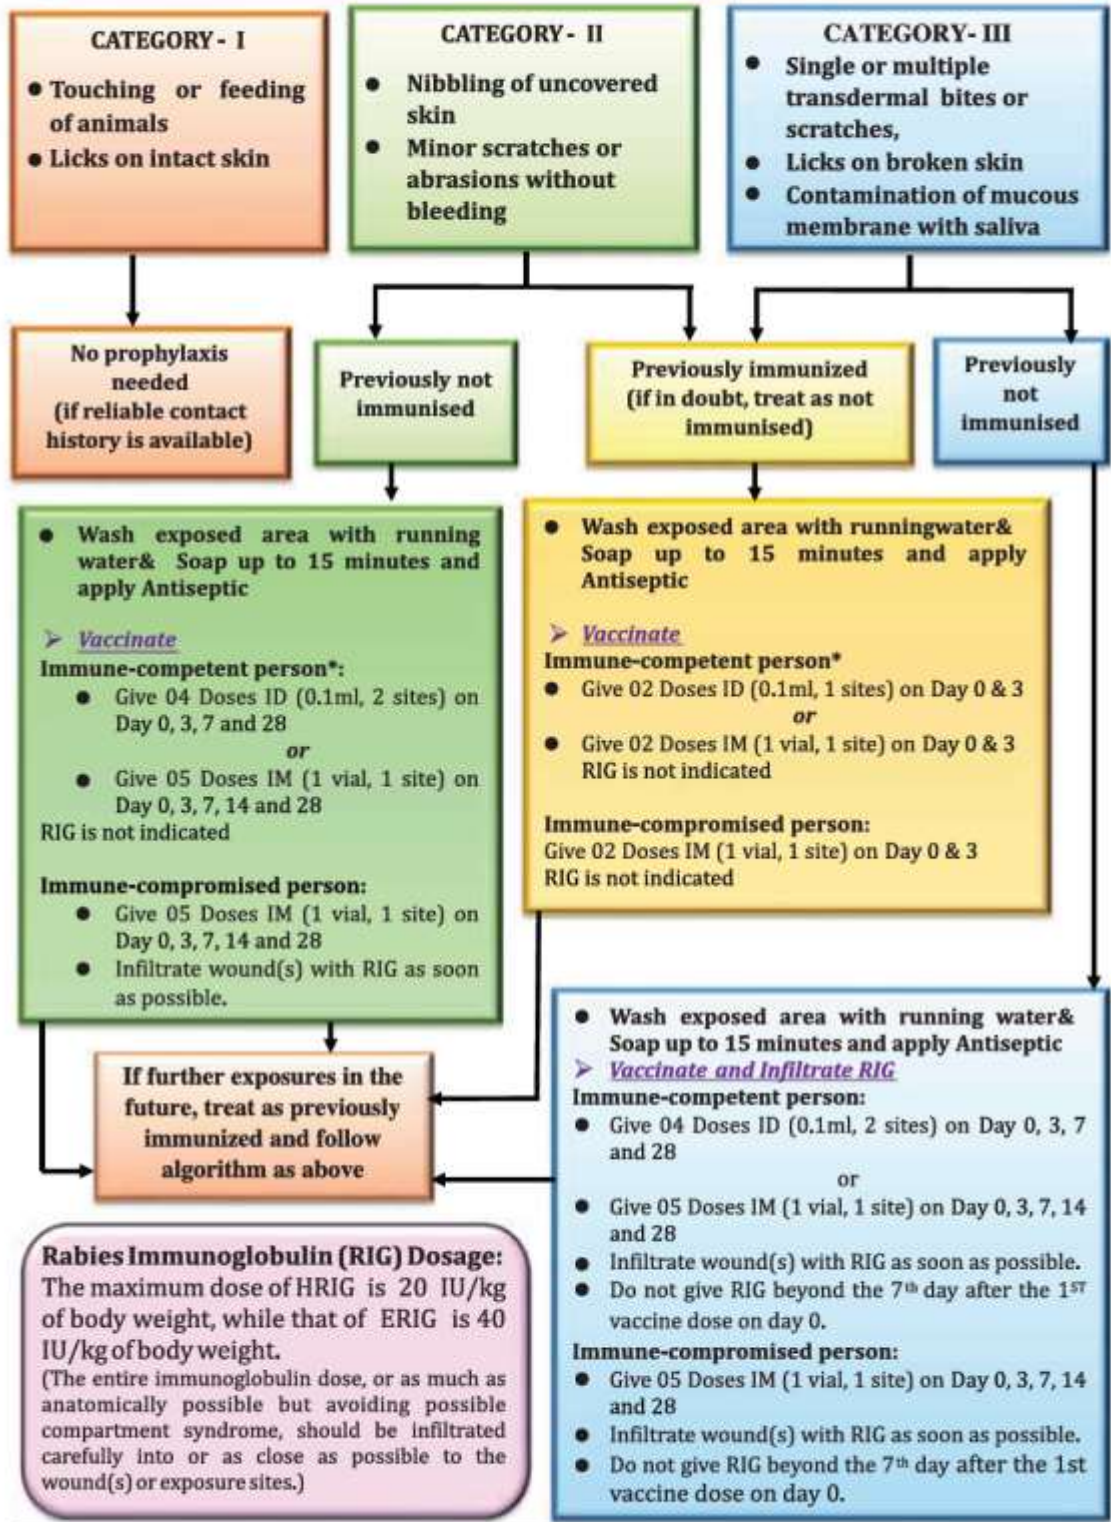 CATEGORY - I
● Touching or feeding
of animals
● Licks on intact skin
CATEGORY - II
● Nibbling of uncovered
skin
● Minor scratches or
abrasions without
bleeding
CATEGORY- III
● Single or multiple
transdermal bites or
scratches,
● Licks on broken skin
● Contamination of mucous
membrane with saliva
No prophylaxis
needed
(if reliable contact
history is available)
Previously not
immunised
Previously immunized
(if in doubt, treat as not
immunised)
Previously
not
immunised
● Wash exposed area with running
water& Soap up to 15 minutes and
apply Antiseptic
➢ Vaccinate
Immune-competent person*:
● Give 04 Doses ID (0.1ml, 2 sites) on
Day 0, 3, 7 and 28
or
● Give 05 Doses IM (1 vial, 1 site) on
Day 0, 3, 7, 14 and 28
RIG is not indicated
Immune-compromised person:
● Give 05 Doses IM (1 vial, 1 site) on
Day 0, 3, 7, 14 and 28
● Infiltrate wound(s) with RIG as soon
as possible.
● Wash exposed area with runningwater&
Soap up to 15 minutes and apply
Antiseptic
➢ Vaccinate
Immune-competent person*
● Give 02 Doses ID (0.1ml, 1 sites) on Day 0 & 3
or
● Give 02 Doses IM (1 vial, 1 site) on Day 0 & 3
RIG is not indicated
Immune-compromised person:
Give 02 Doses IM (1 vial, 1 site) on Day 0 & 3
RIG is not indicated
If further exposures in the
future, treat as previously
immunized and follow
algorithm as above
● Wash exposed area with running water&
Soap up to 15 minutes and apply Antiseptic
➢ Vaccinate and Infiltrate RIG
Immune-competent person:
● Give 04 Doses ID (0.1ml, 2 sites) on Day 0, 3, 7
and 28
or
● Give 05 Doses IM (1 vial, 1 site) on Day 0, 3, 7, 14
and 28
● Infiltrate wound(s) with RIG as soon as possible.
● Do not give RIG beyond the 7th day after the 1ST
vaccine dose on day 0.
Immune-compromised person:
● Give 05 Doses IM (1 vial, 1 site) on Day 0, 3, 7, 14
and 28
● Infiltrate wound(s) with RIG as soon as possible.
● Do not give RIG beyond the 7th day after the 1st
vaccine dose on day 0.
Rabies Immunoglobulin (RIG) Dosage:
The maximum dose of HRIG is 20 IU/kg
of body weight, while that of ERIG is 40
IU/kg of body weight.
(The entire immunoglobulin dose, or as much as
anatomically possible but avoiding possible
compartment syndrome, should be infiltrated
carefully into or as close as possible to the
wound(s) or exposure sites.)